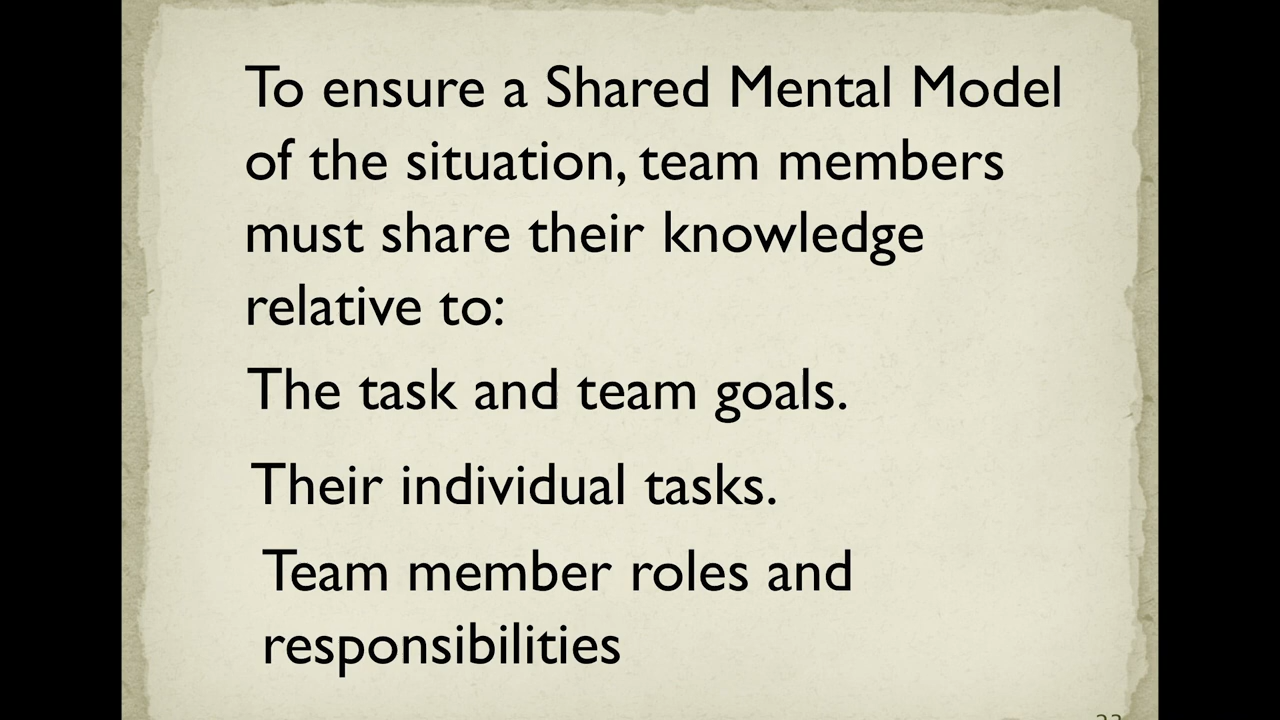 To ensure a Shared Mental Model
of the situation, team members
must share their knowledge
relative to:
The task and team goals.
Their individual tasks.
Team member roles and
responsibilities